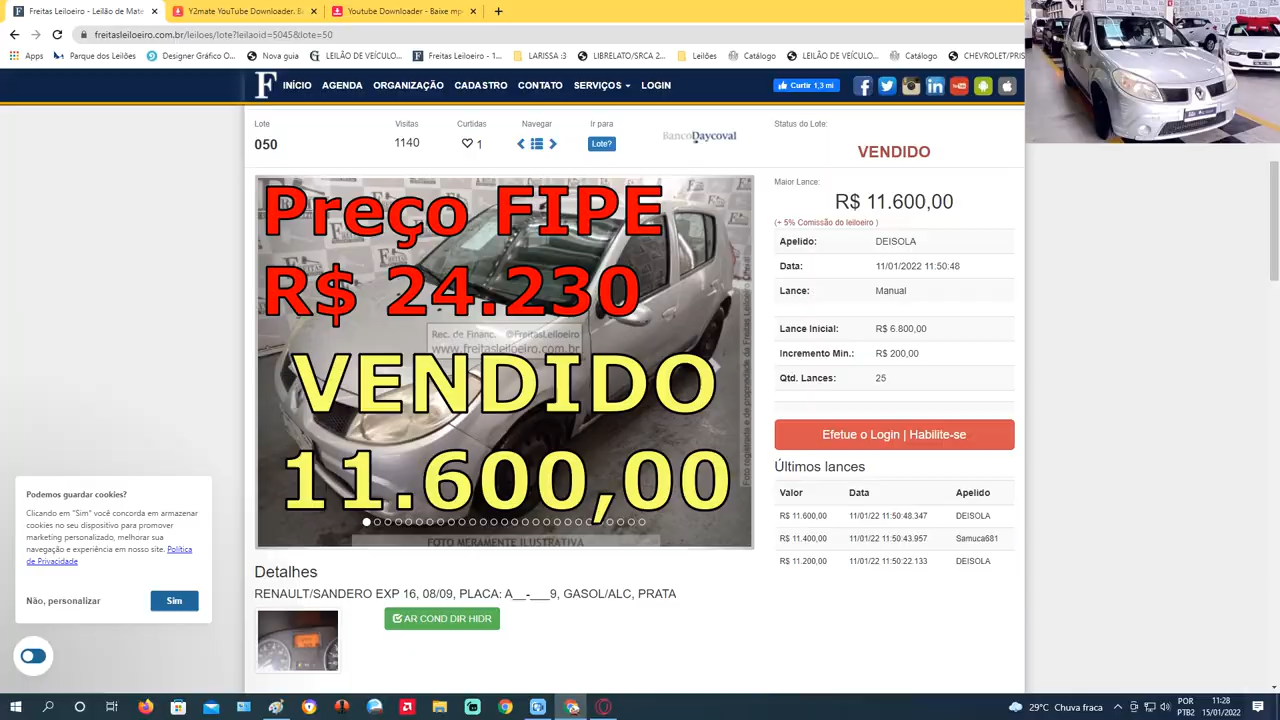 Freitas Leiloeiro - Leilão de Mate
Y2mate YouTube Downloader. B
Youtube Downloader - Baixe mp
freitasleiloeiro.com.br/leiloes/lote?leilaoid=5045&lote=50
Apps
Parque dos Leilões
Designer Gráfico O...
Nova guia
LEILÃO DE VEÍCULO...
Freitas Leiloeiro - 1...
LARISSA :3
LIBRELATO/SRCA 2...
Leilões
Catálogo
LEILÃO DE VEÍCULO...
Catálogo
CHEVROLET/PRIS
F INÍCIO AGENDA ORGANIZAÇÃO CADASTRO CONTATO SERVIÇOS LOGIN
Curtir 1,3 mi
Lote
Visitas
Curtidas
Navegar
Ir para
Status do Lote:
050
1140
1
Lote?
BancoDaycoval
VENDIDO
Maior Lance:
R$ 11.600,00
(+ 5% Comissão do leiloeiro )
Apelido: DEISOLA
Data: 11/01/2022 11:50:48
Lance: Manual
Lance Inicial: R$ 6.800,00
Incremento Min.: R$ 200,00
Qtd. Lances: 25
Efetue o Login | Habilite-se
Últimos lances
Valor Data Apelido
R$ 11.600,00 11/01/22 11:50:48.347 DEISOLA
R$ 11.400,00 11/01/22 11:50:43.957 Samuca681
R$ 11.200,00 11/01/22 11:50:22.133 DEISOLA
Preço FIPE
R$ 24.230
Rec. de Financ. @FreitasLeiloeiro
www.freitasleiloeiro.com.br
VENDIDO
11.600,00
FOTO MERAMENTE ILUSTRATIVA
Detalhes
RENAULT/SANDERO EXP 16, 08/09, PLACA: A__-___9, GASOL/ALC, PRATA
AR COND DIR HIDR
Podemos guardar cookies?
Clicando em "Sim" você concorda em armazenar
cookies no seu dispositivo para promover
marketing personalizado, melhorar sua
navegação e experiência em nosso site. Política
de Privacidade
Não, personalizar
Sim
29°C Chuva fraca
POR
PTB2
11:28
15/01/2022